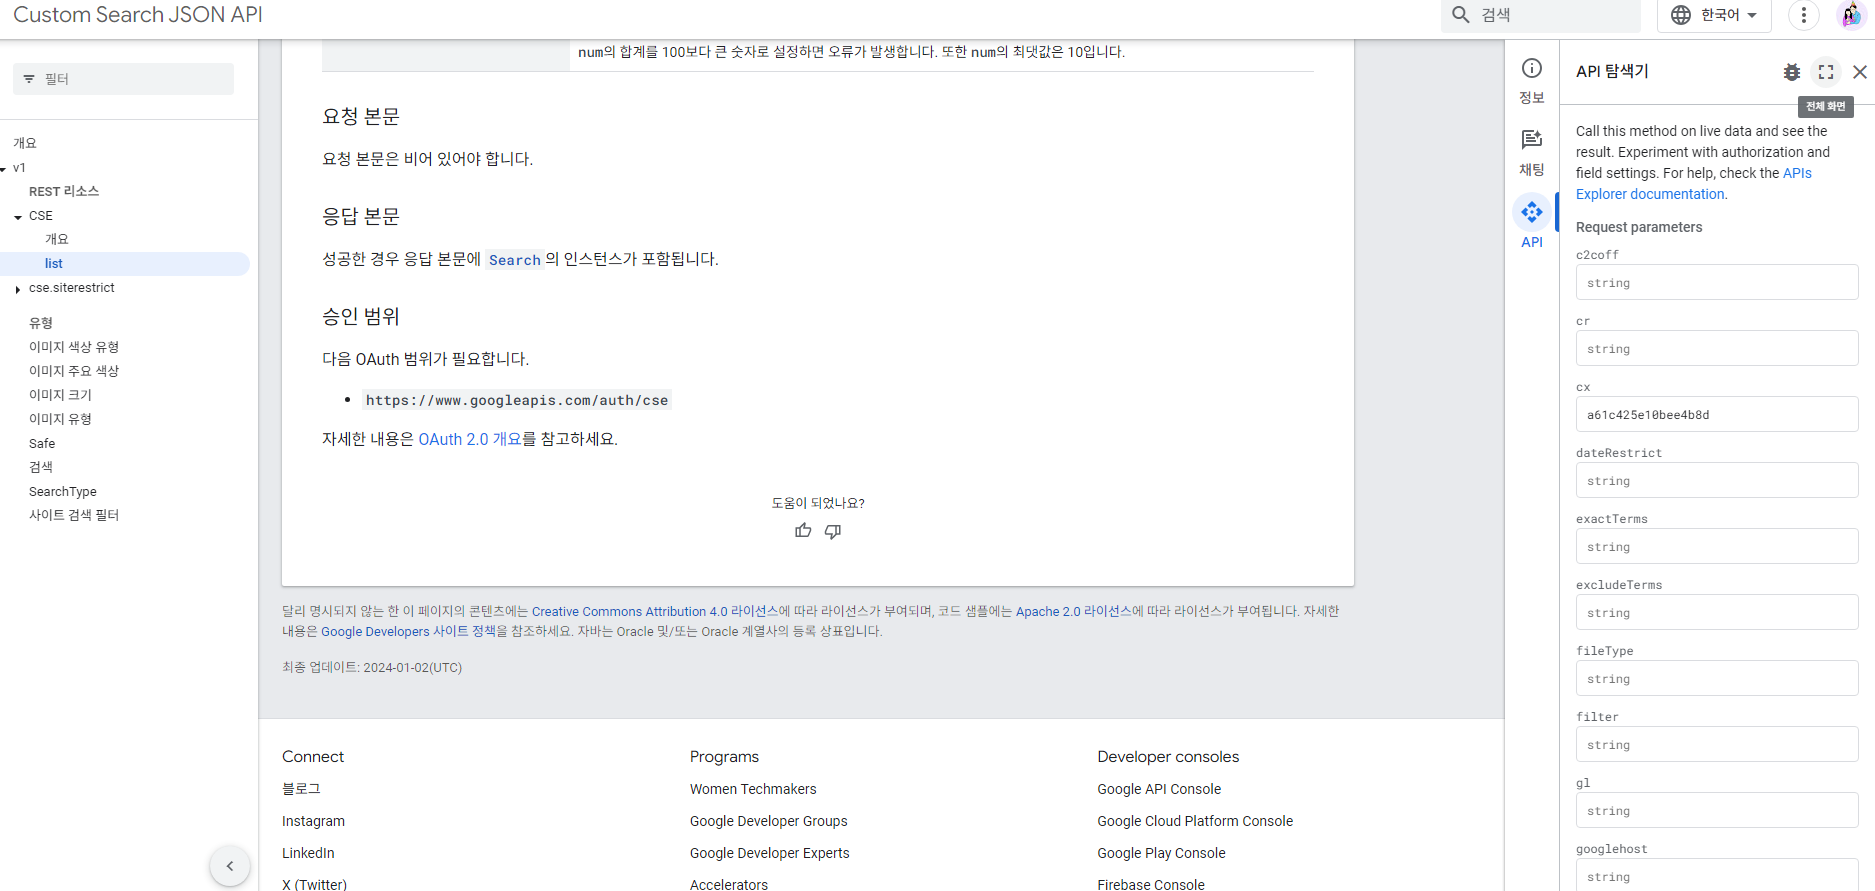 Custom Search JSON API
검색
한국어
필터
개요
v1
REST 리소스
CSE
개요
list
cse.siterestrict
유형
이미지 색상 유형
이미지 주요 색상
이미지 크기
이미지 유형
Safe
검색
SearchType
사이트 검색 필터
num의 합계를 100보다 큰 숫자로 설정하면 오류가 발생합니다. 또한 num의 최댓값은 10입니다.
요청 본문
요청 본문은 비어 있어야 합니다.
응답 본문
성공한 경우 응답 본문에 Search의 인스턴스가 포함됩니다.
승인 범위
다음 OAuth 범위가 필요합니다.
https://www.googleapis.com/auth/cse
자세한 내용은 OAuth 2.0 개요를 참고하세요.
도움이 되었나요?
달리 명시되지 않는 한 이 페이지의 콘텐츠에는 Creative Commons Attribution 4.0 라이선스에 따라 라이선스가 부여되며, 코드 샘플에는 Apache 2.0 라이선스에 따라 라이선스가 부여됩니다. 자세한
내용은 Google Developers 사이트 정책을 참조하세요. 자바는 Oracle 및/또는 Oracle 계열사의 등록 상표입니다.
최종 업데이트: 2024-01-02(UTC)
Connect
블로그
Instagram
LinkedIn
X (Twitter)
Programs
Women Techmakers
Google Developer Groups
Google Developer Experts
Accelerators
Developer consoles
Google API Console
Google Cloud Platform Console
Google Play Console
Firebase Console
정보
채팅
API
API 탐색기
전체 화면
Call this method on live data and see the
result. Experiment with authorization and
field settings. For help, check the APIs
Explorer documentation.
Request parameters
c2coff
string
cr
string
cx
a61c425e10bee4b8d
dateRestrict
string
exactTerms
string
excludeTerms
string
fileType
string
filter
string
gl
string
googlehost
string